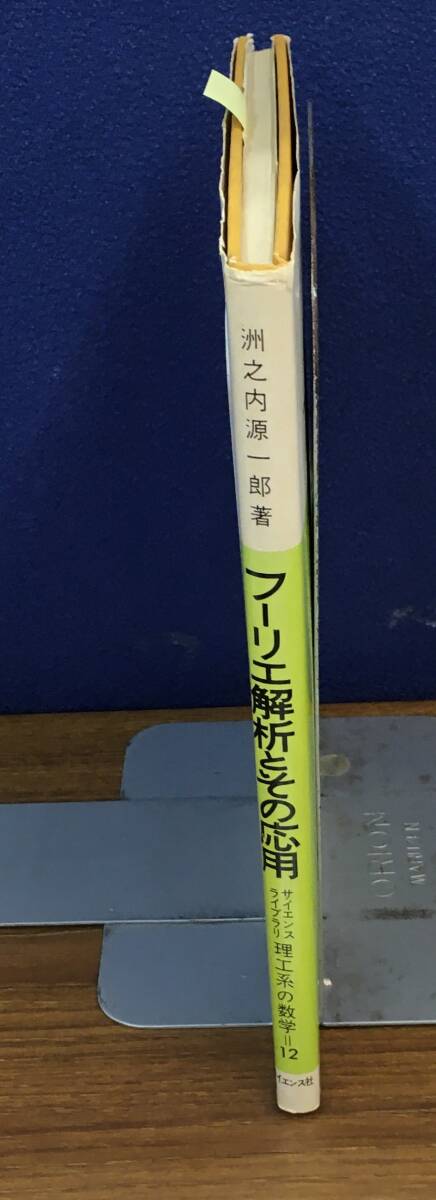 洲之内源一郎著
フーリエ解析とその応用
サイエンス
ライブラリ
理工系の数学=12
イエンス社
ORION
MARUZEN